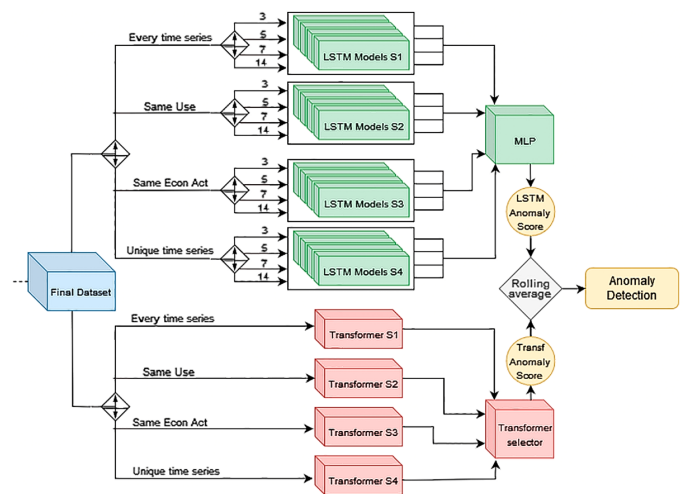 Every time series
3
5
7
14
LSTM Models S1
Same Use
3
5
7
14
LSTM Models S2
MLP
Same Econ Act
3
5
7
14
LSTM Models S3
LSTM
Anomaly
Score
Unique time series
3
5
7
14
LSTM Models S4
Final Dataset
Rolling
average
Anomaly
Detection
Every time series
Transformer S1
Transf
Anomaly
Score
Same Use
Transformer S2
Same Econ Act
Transformer S3
Transformer
selector
Unique time series
Transformer S4